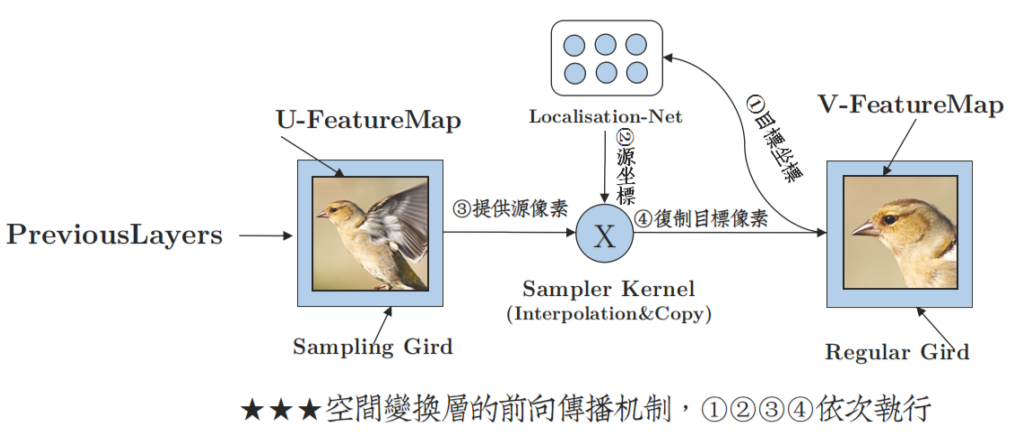 Localisation-Net
U-FeatureMap
V-FeatureMap
①目標坐標
②源坐標
PreviousLayers
③提供源像素
X
④復制目標像素
Sampler Kernel
(Interpolation&Copy)
Sampling Gird
Regular Gird
★★★空間變換層的前向傳播机制，①②③④依次執行